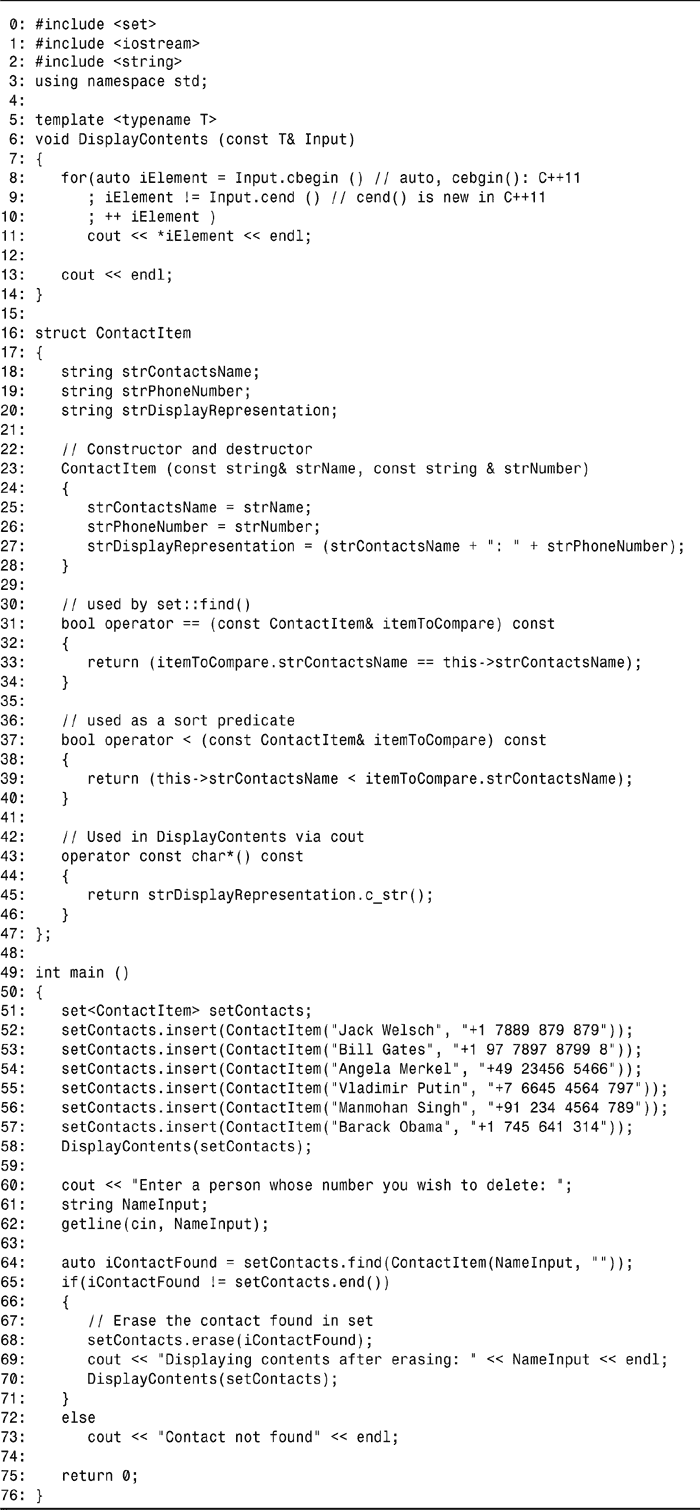 0: #include <set>
1: #include <iostream>
2: #include <string>
3: using namespace std;
4:
5: template <typename T>
6: void DisplayContents (const T& Input)
7: {
8:    for(auto iElement = Input.cbegin () // auto, cebgin(): C++11
9:       ; iElement != Input.cend () // cend() is new in C++11
10:       ; ++ iElement )
11:       cout << *iElement << endl;
12:
13:    cout << endl;
14: }
15:
16: struct ContactItem
17: {
18:    string strContactsName;
19:    string strPhoneNumber;
20:    string strDisplayRepresentation;
21:
22:    // Constructor and destructor
23:    ContactItem (const string& strName, const string & strNumber)
24:    {
25:       strContactsName = strName;
26:       strPhoneNumber = strNumber;
27:       strDisplayRepresentation = (strContactsName + ": " + strPhoneNumber);
28:    }
29:
30:    // used by set::find()
31:    bool operator == (const ContactItem& itemToCompare) const
32:    {
33:       return (itemToCompare.strContactsName == this->strContactsName);
34:    }
35:
36:    // used as a sort predicate
37:    bool operator < (const ContactItem& itemToCompare) const
38:    {
39:       return (this->strContactsName < itemToCompare.strContactsName);
40:    }
41:
42:    // Used in DisplayContents via cout
43:    operator const char*() const
44:    {
45:       return strDisplayRepresentation.c_str();
46:    }
47: };
48:
49: int main ()
50: {
51:    set<ContactItem> setContacts;
52:    setContacts.insert(ContactItem("Jack Welsch", "+1 7889 879 879"));
53:    setContacts.insert(ContactItem("Bill Gates", "+1 97 7897 8799 8"));
54:    setContacts.insert(ContactItem("Angela Merkel", "+49 23456 5466"));
55:    setContacts.insert(ContactItem("Vladimir Putin", "+7 6645 4564 797"));
56:    setContacts.insert(ContactItem("Manmohan Singh", "+91 234 4564 789"));
57:    setContacts.insert(ContactItem("Barack Obama", "+1 745 641 314"));
58:    DisplayContents(setContacts);
59:
60:    cout << "Enter a person whose number you wish to delete: ";
61:    string NameInput;
62:    getline(cin, NameInput);
63:
64:    auto iContactFound = setContacts.find(ContactItem(NameInput, ""));
65:    if(iContactFound != setContacts.end())
66:    {
67:       // Erase the contact found in set
68:       setContacts.erase(iContactFound);
69:       cout << "Displaying contents after erasing: " << NameInput << endl;
70:       DisplayContents(setContacts);
71:    }
72:    else
73:       cout << "Contact not found" << endl;
74:
75:    return 0;
76: }